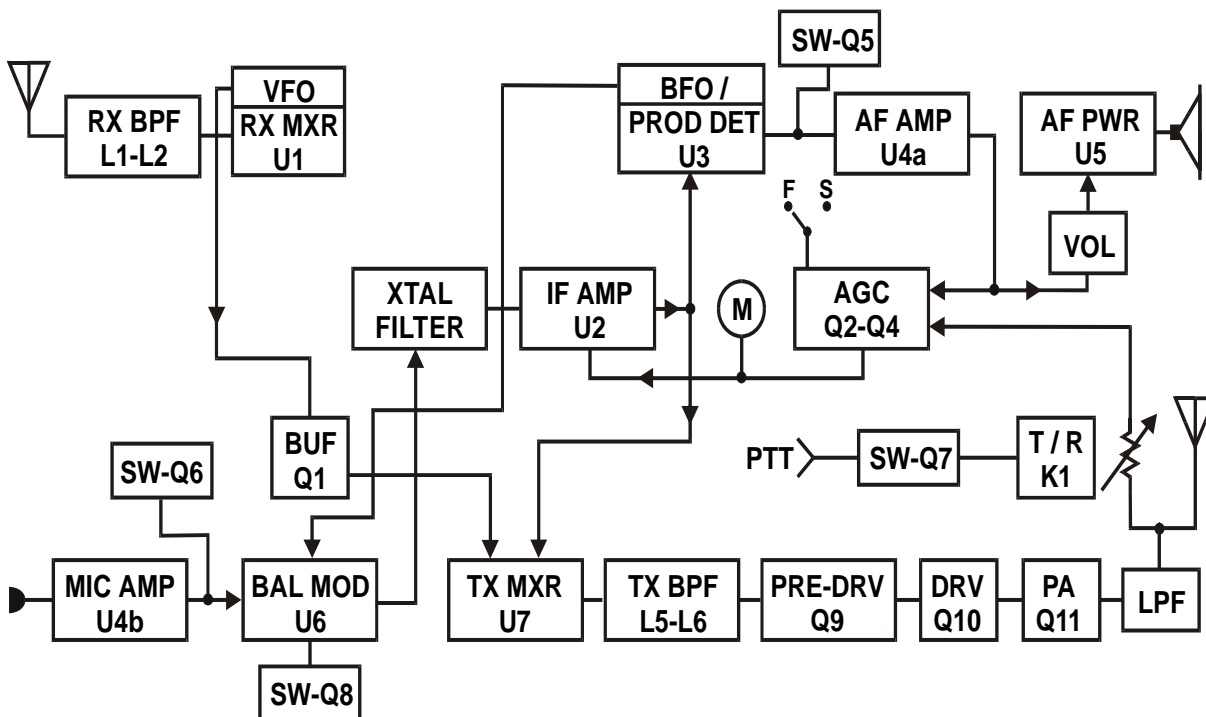 SW-Q5
VFO
RX MXR
U1
RX BPF
L1-L2
BFO /
PROD DET
U3
AF AMP
U4a
AF PWR
U5
F S
VOL
XTAL
FILTER
IF AMP
U2
M
AGC
Q2-Q4
BUF
Q1
SW-Q6
PTT
SW-Q7
T / R
K1
MIC AMP
U4b
BAL MOD
U6
TX MXR
U7
TX BPF
L5-L6
PRE-DRV
Q9
DRV
Q10
PA
Q11
LPF
SW-Q8